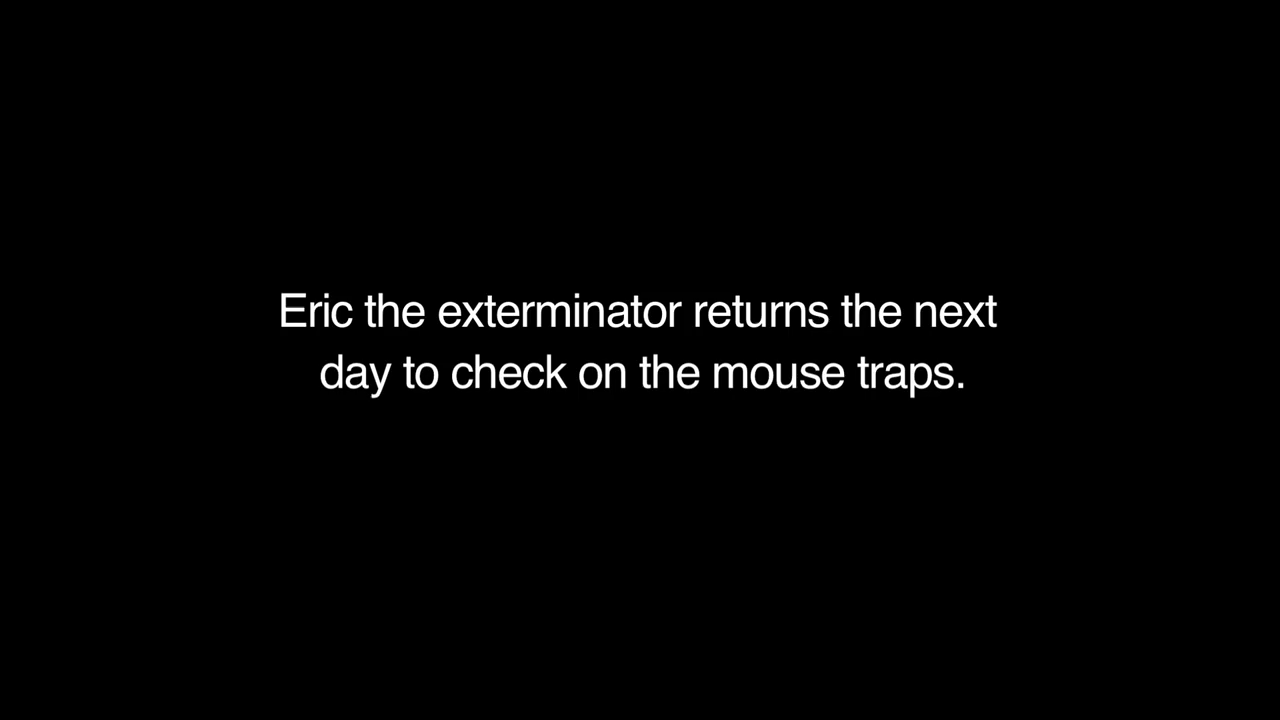 Eric the exterminator returns the next
day to check on the mouse traps.